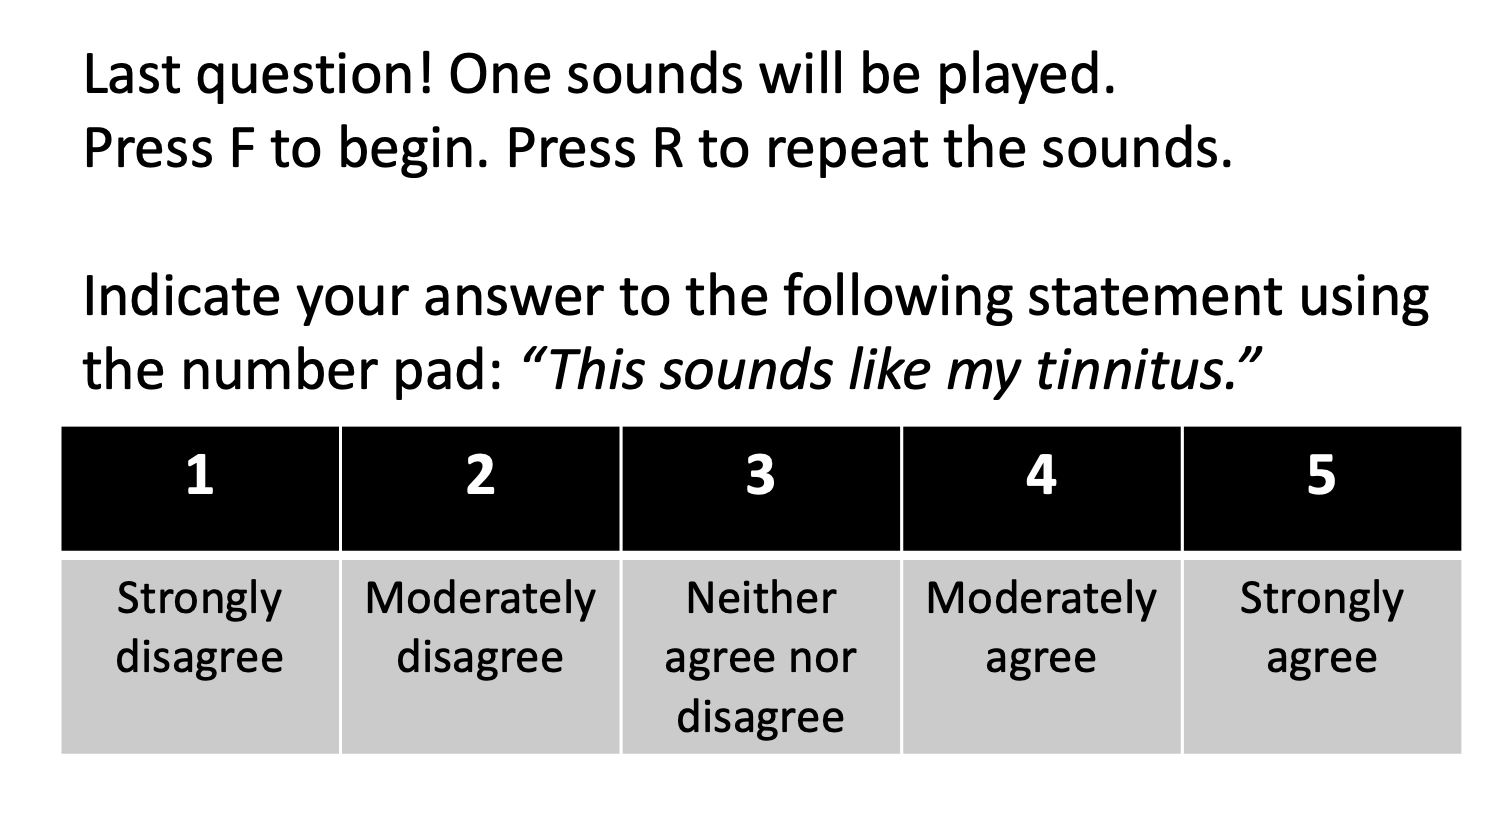 Last question! One sounds will be played.
Press F to begin. Press R to repeat the sounds.
Indicate your answer to the following statement using
the number pad: “This sounds like my tinnitus.”
1 2 3 4 5
Strongly disagree
Moderately disagree
Neither agree nor disagree
Moderately agree
Strongly agree